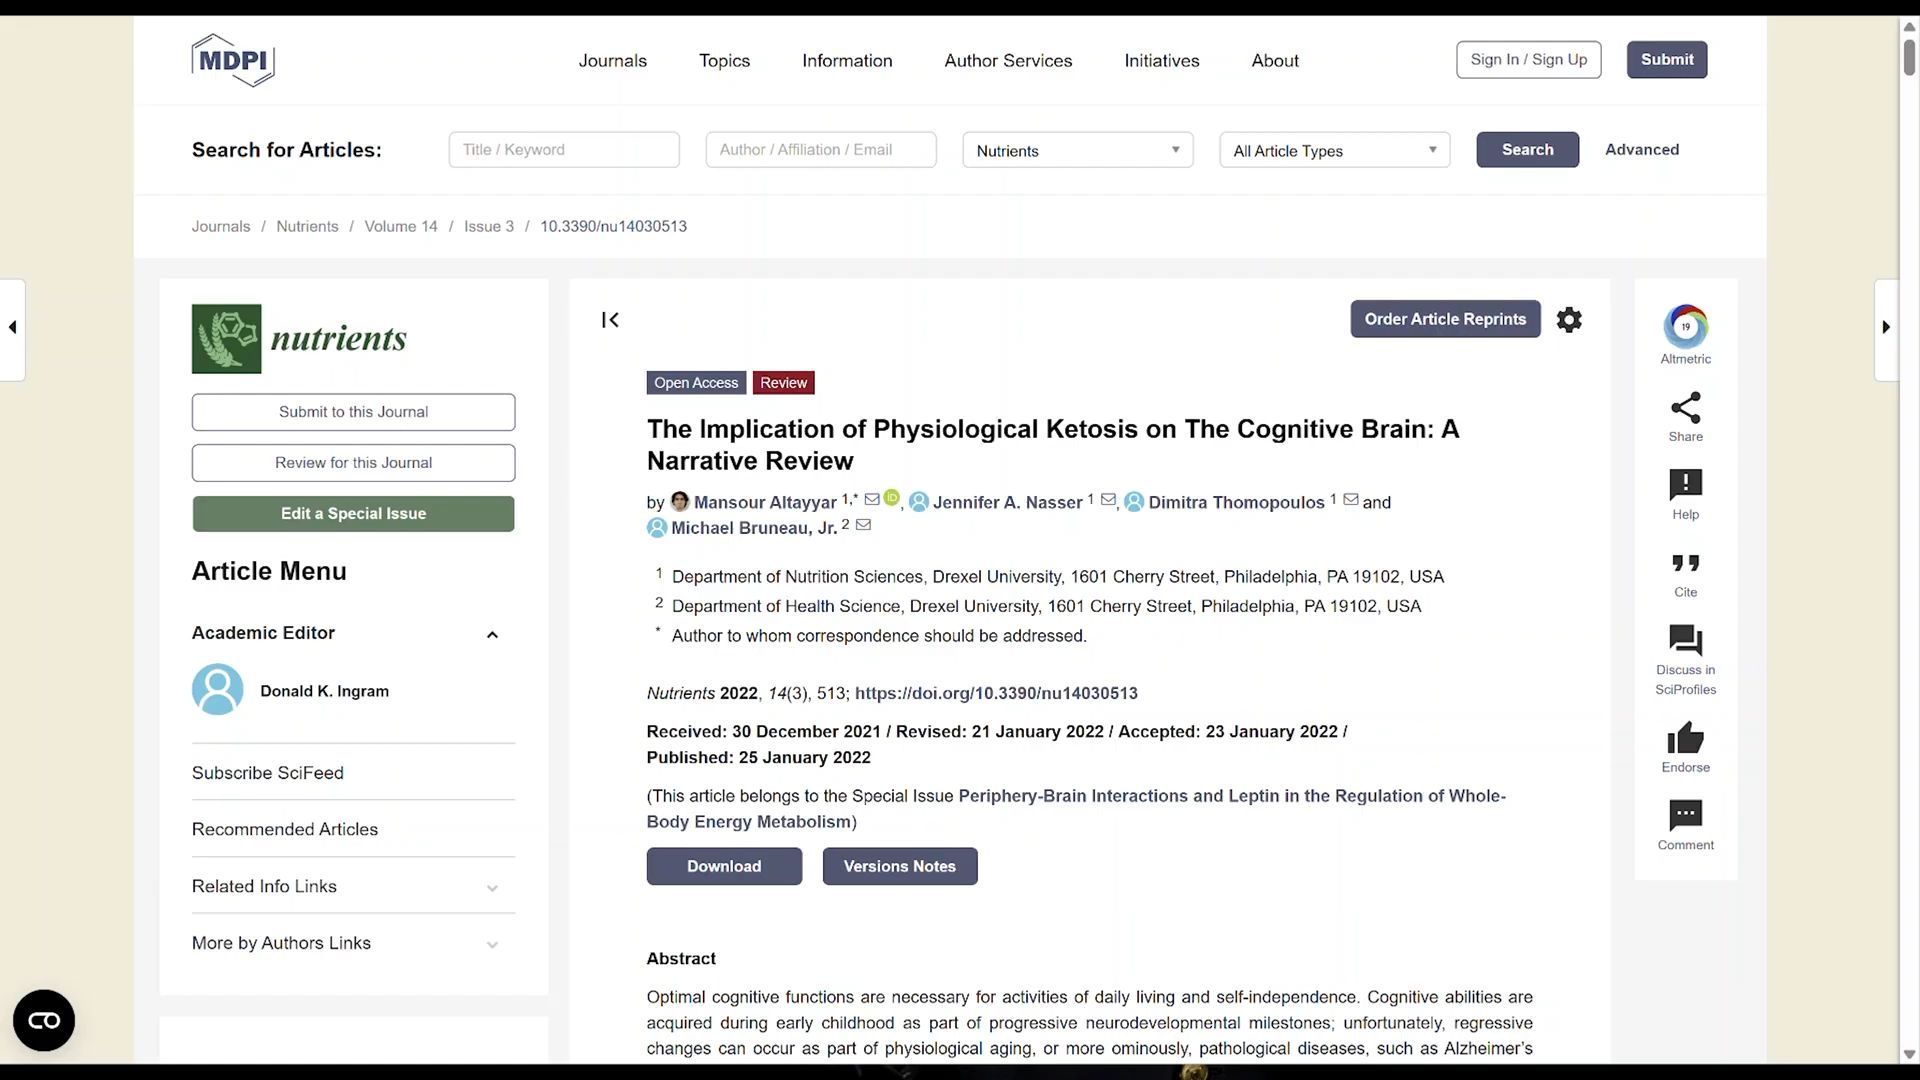 MDPI
Journals
Topics
Information
Author Services
Initiatives
About
Sign In / Sign Up
Submit
Search for Articles:
Title / Keyword
Author / Affiliation / Email
Nutrients
All Article Types
Search
Advanced
Journals / Nutrients / Volume 14 / Issue 3 / 10.3390/nu14030513
nutrients
Submit to this Journal
Review for this Journal
Edit a Special Issue
Article Menu
Academic Editor
Donald K. Ingram
Subscribe SciFeed
Recommended Articles
Related Info Links
More by Authors Links
Order Article Reprints
Open Access
Review
The Implication of Physiological Ketosis on The Cognitive Brain: A
Narrative Review
by Mansour Altayyar 1,* iD, Jennifer A. Nasser 1, Dimitra Thomopoulos 1 and
Michael Bruneau, Jr. 2
1 Department of Nutrition Sciences, Drexel University, 1601 Cherry Street, Philadelphia, PA 19102, USA
2 Department of Health Science, Drexel University, 1601 Cherry Street, Philadelphia, PA 19102, USA
* Author to whom correspondence should be addressed.
Nutrients 2022, 14(3), 513; https://doi.org/10.3390/nu14030513
Received: 30 December 2021 / Revised: 21 January 2022 / Accepted: 23 January 2022 /
Published: 25 January 2022
(This article belongs to the Special Issue Periphery-Brain Interactions and Leptin in the Regulation of Whole-
Body Energy Metabolism)
Download
Versions Notes
Abstract
Optimal cognitive functions are necessary for activities of daily living and self-independence. Cognitive abilities are
acquired during early childhood as part of progressive neurodevelopmental milestones; unfortunately, regressive
changes can occur as part of physiological aging, or more ominously, pathological diseases, such as Alzheimer's
19
Altmetric
Share
Help
Cite
Discuss in
SciProfiles
Endorse
Comment